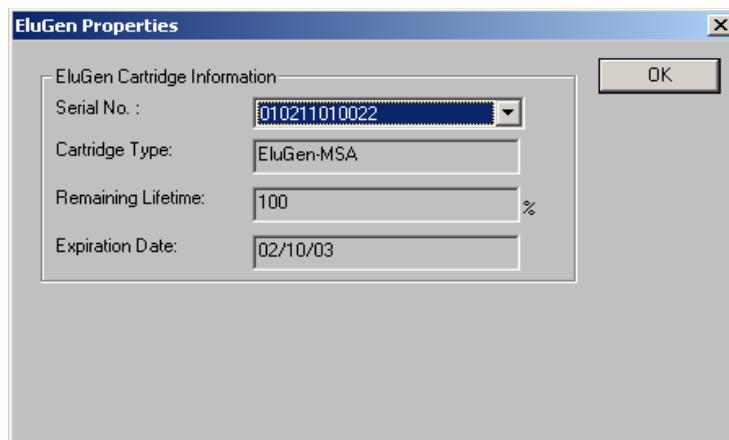 EluGen Properties
EluGen Cartridge Information
OK
Serial No. : 010211010022
Cartridge Type: EluGen-MSA
Remaining Lifetime: 100 %
Expiration Date: 02/10/03